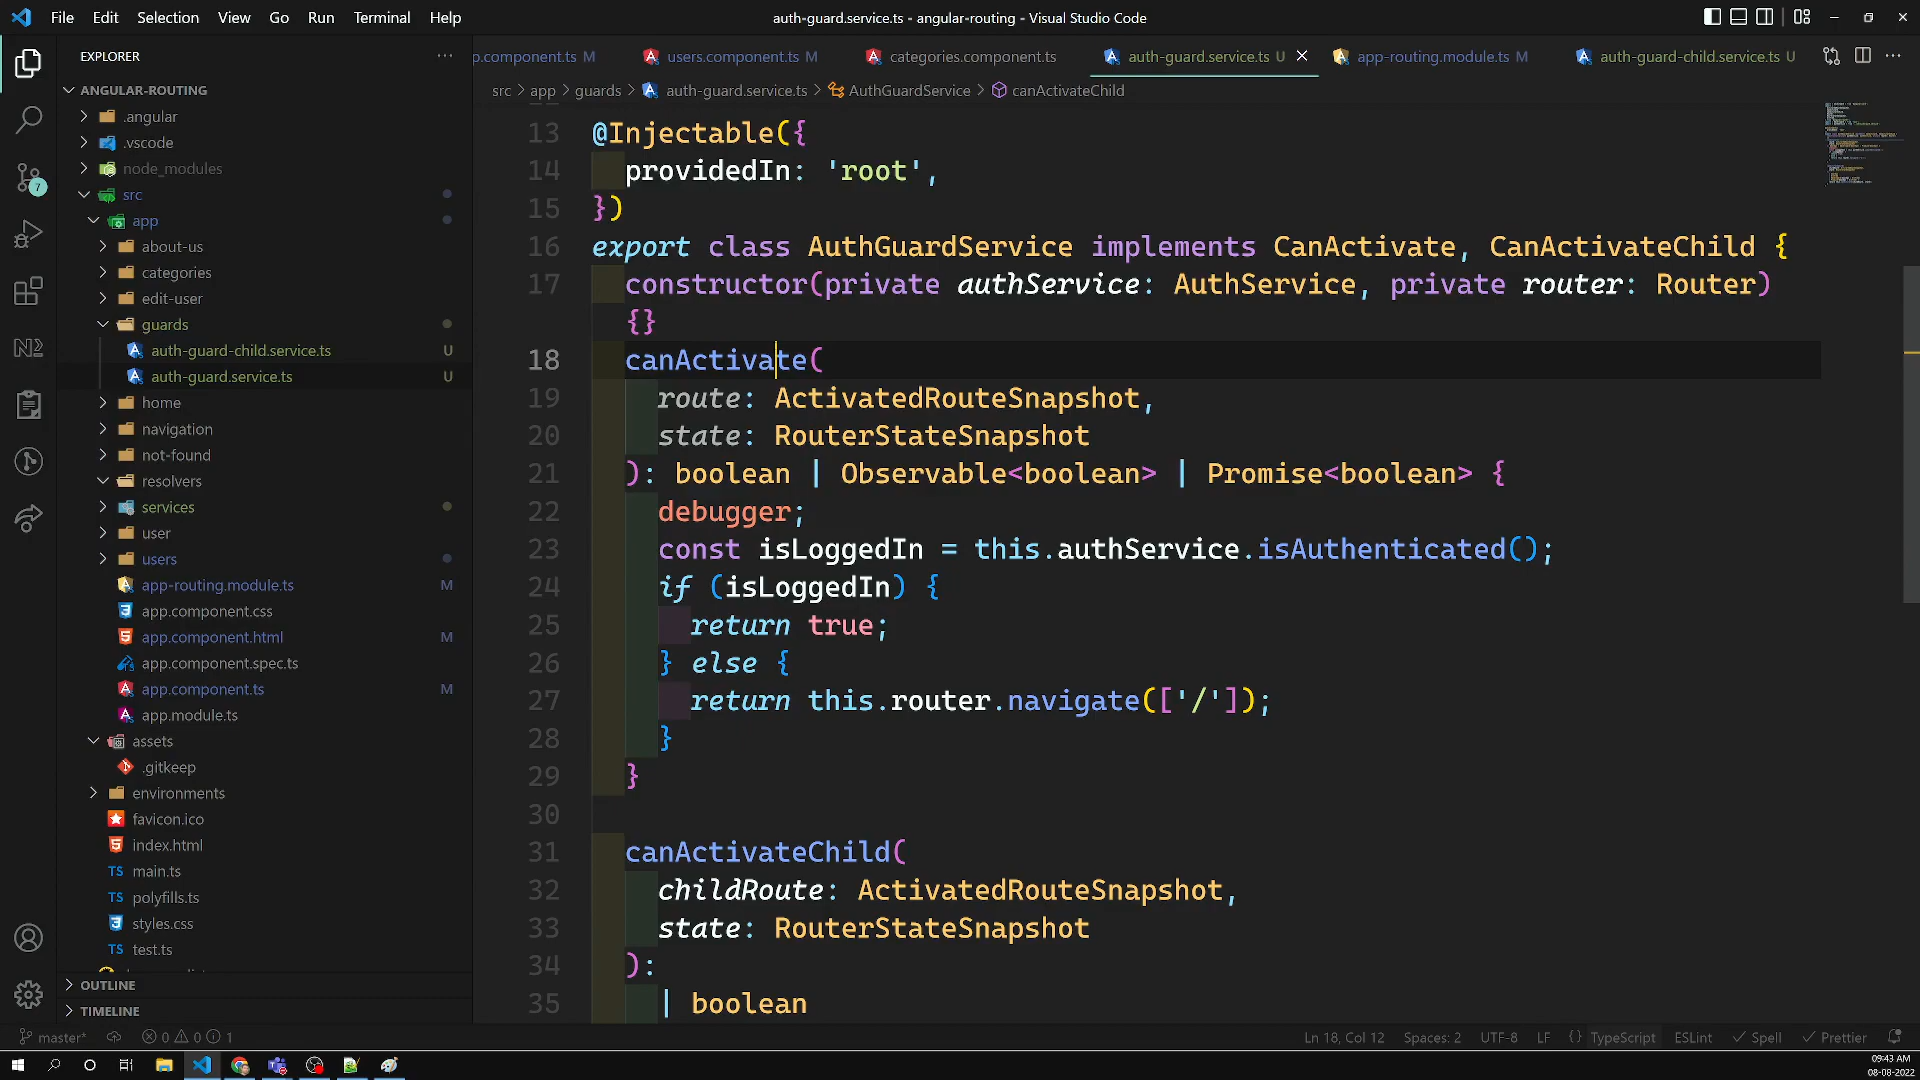 File Edit Selection View Go Run Terminal Help
auth-guard.service.ts - angular-routing - Visual Studio Code
EXPLORER
p.component.ts M users.component.ts M categories.component.ts auth-guard.service.ts U app-routing.module.ts M auth-guard-child.service.ts U
src > app > guards > auth-guard.service.ts > AuthGuardService > canActivateChild
ANGULAR-ROUTING
.angular
.vscode
node_modules
src
app
about-us
categories
edit-user
guards
auth-guard-child.service.ts U
auth-guard.service.ts U
home
navigation
not-found
resolvers
services
user
users
app-routing.module.ts M
app.component.css
app.component.html M
app.component.spec.ts
app.component.ts M
app.module.ts
assets
.gitkeep
environments
favicon.ico
index.html
TS main.ts
TS polyfills.ts
styles.css
TS test.ts
OUTLINE
TIMELINE
7
13 @Injectable({
14 providedIn: 'root',
15 })
16 export class AuthGuardService implements CanActivate, CanActivateChild {
17 constructor(private authService: AuthService, private router: Router)
{}
18 canActivate(
19 route: ActivatedRouteSnapshot,
20 state: RouterStateSnapshot
21 ): boolean | Observable<boolean> | Promise<boolean> {
22 debugger;
23 const isLoggedIn = this.authService.isAuthenticated();
24 if (isLoggedIn) {
25 return true;
26 } else {
27 return this.router.navigate(['/']);
28 }
29 }
30
31 canActivateChild(
32 childRoute: ActivatedRouteSnapshot,
33 state: RouterStateSnapshot
34 ):
35 | boolean
master* 0 0 1
Ln 18, Col 12 Spaces: 2 UTF-8 LF {} TypeScript ESLint Spell Prettier
09:43 AM
08-08-2022